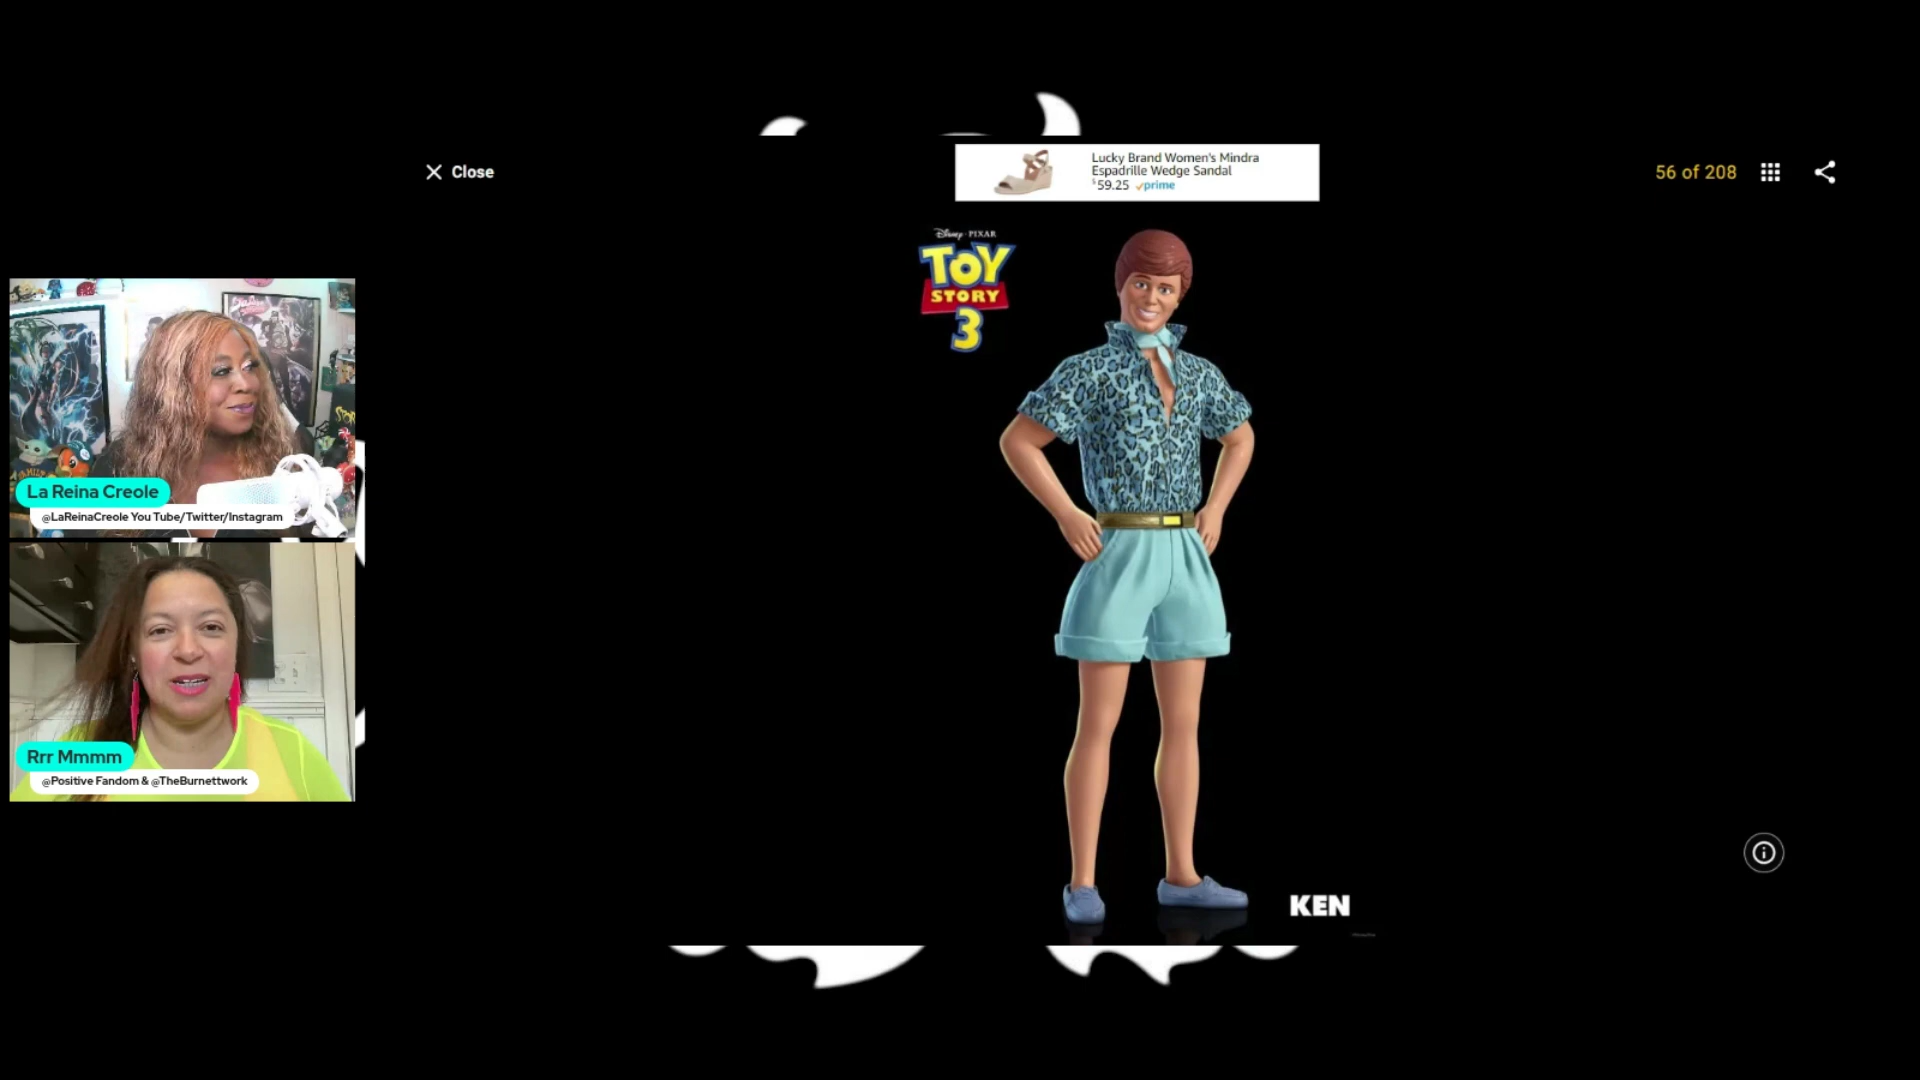 Close
Lucky Brand Women's Mindra
Espadrille Wedge Sandal
$59.25 prime
56 of 208
Disney · PIXAR
TOY
STORY
3
La Reina Creole
@LaReinaCreole You Tube/Twitter/Instagram
Rrr Mmmm
@Positive Fandom & @TheBurnettwork
KEN